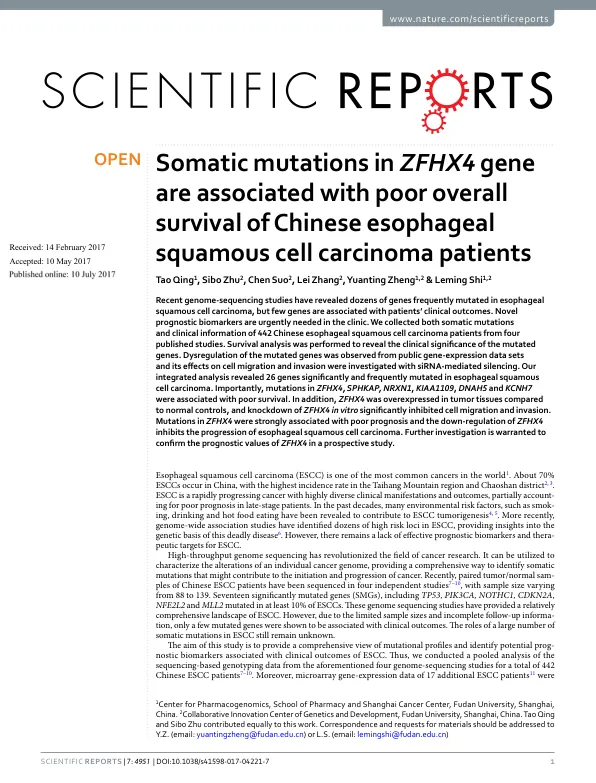 www.nature.com/scientificreports
SCIENTIFIC REPORTS
OPEN
Somatic mutations in ZFHX4 gene
are associated with poor overall
survival of Chinese esophageal
squamous cell carcinoma patients
Received: 14 February 2017
Accepted: 10 May 2017
Published online: 10 July 2017
Tao Qing1, Sibo Zhu2, Chen Suo2, Lei Zhang2, Yuanting Zheng1,2 & Leming Shi1,2
Recent genome-sequencing studies have revealed dozens of genes frequently mutated in esophageal
squamous cell carcinoma, but few genes are associated with patients’ clinical outcomes. Novel
prognostic biomarkers are urgently needed in the clinic. We collected both somatic mutations
and clinical information of 442 Chinese esophageal squamous cell carcinoma patients from four
published studies. Survival analysis was performed to reveal the clinical significance of the mutated
genes. Dysregulation of the mutated genes was observed from public gene-expression data sets
and its effects on cell migration and invasion were investigated with siRNA-mediated silencing. Our
integrated analysis revealed 26 genes significantly and frequently mutated in esophageal squamous
cell carcinoma. Importantly, mutations in ZFHX4, SPHKAP, NRXN1, KIAA1109, DNAH5 and KCNH7
were associated with poor survival. In addition, ZFHX4 was overexpressed in tumor tissues compared
to normal controls, and knockdown of ZFHX4 in vitro significantly inhibited cell migration and invasion.
Mutations in ZFHX4 were strongly associated with poor prognosis and the down-regulation of ZFHX4
inhibits the progression of esophageal squamous cell carcinoma. Further investigation is warranted to
confirm the prognostic values of ZFHX4 in a prospective study.
Esophageal squamous cell carcinoma (ESCC) is one of the most common cancers in the world1. About 70%
ESCCs occur in China, with the highest incidence rate in the Taihang Mountain region and Chaoshan district2, 3.
ESCC is a rapidly progressing cancer with highly diverse clinical manifestations and outcomes, partially account-
ing for poor prognosis in late-stage patients. In the past decades, many environmental risk factors, such as smok-
ing, drinking and hot food eating have been revealed to contribute to ESCC tumorigenesis4, 5. More recently,
genome-wide association studies have identified dozens of high risk loci in ESCC, providing insights into the
genetic basis of this deadly disease6. However, there remains a lack of effective prognostic biomarkers and thera-
peutic targets for ESCC.
High-throughput genome sequencing has revolutionized the field of cancer research. It can be utilized to
characterize the alterations of an individual cancer genome, providing a comprehensive way to identify somatic
mutations that might contribute to the initiation and progression of cancer. Recently, paired tumor/normal sam-
ples of Chinese ESCC patients have been sequenced in four independent studies7–10, with sample size varying
from 88 to 139. Seventeen significantly mutated genes (SMGs), including TP53, PIK3CA, NOTHC1, CDKN2A,
NFE2L2 and MLL2 mutated in at least 10% of ESCCs. These genome sequencing studies have provided a relatively
comprehensive landscape of ESCC. However, due to the limited sample sizes and incomplete follow-up informa-
tion, only a few mutated genes were shown to be associated with clinical outcomes. The roles of a large number of
somatic mutations in ESCC still remain unknown.
The aim of this study is to provide a comprehensive view of mutational profiles and identify potential prog-
nostic biomarkers associated with clinical outcomes of ESCC. Thus, we conducted a pooled analysis of the
sequencing-based genotyping data from the aforementioned four genome-sequencing studies for a total of 442
Chinese ESCC patients7–10. Moreover, microarray gene-expression data of 17 additional ESCC patients11 were
1Center for Pharmacogenomics, School of Pharmacy and Shanghai Cancer Center, Fudan University, Shanghai,
China. 2Collaborative Innovation Center of Genetics and Development, Fudan University, Shanghai, China. Tao Qing
and Sibo Zhu contributed equally to this work. Correspondence and requests for materials should be addressed to
Y.Z. (email: yuantingzheng@fudan.edu.cn) or L.S. (email: lemingshi@fudan.edu.cn)
SCIENTIFIC REPORTS | 7: 4951 | DOI:10.1038/s41598-017-04221-7
1